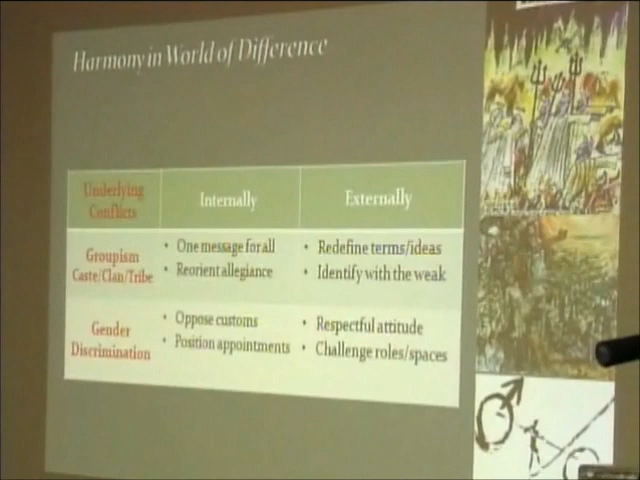 Harmony in World of Difference
Underlying
Conflicts
Internally
Externally
Groupism
Caste/Clan/Tribe
• One message for all
• Reorient allegiance
• Redefine terms/ideas
• Identify with the weak
Gender
Discrimination
• Oppose customs
• Position appointments
• Respectful attitude
• Challenge roles/spaces